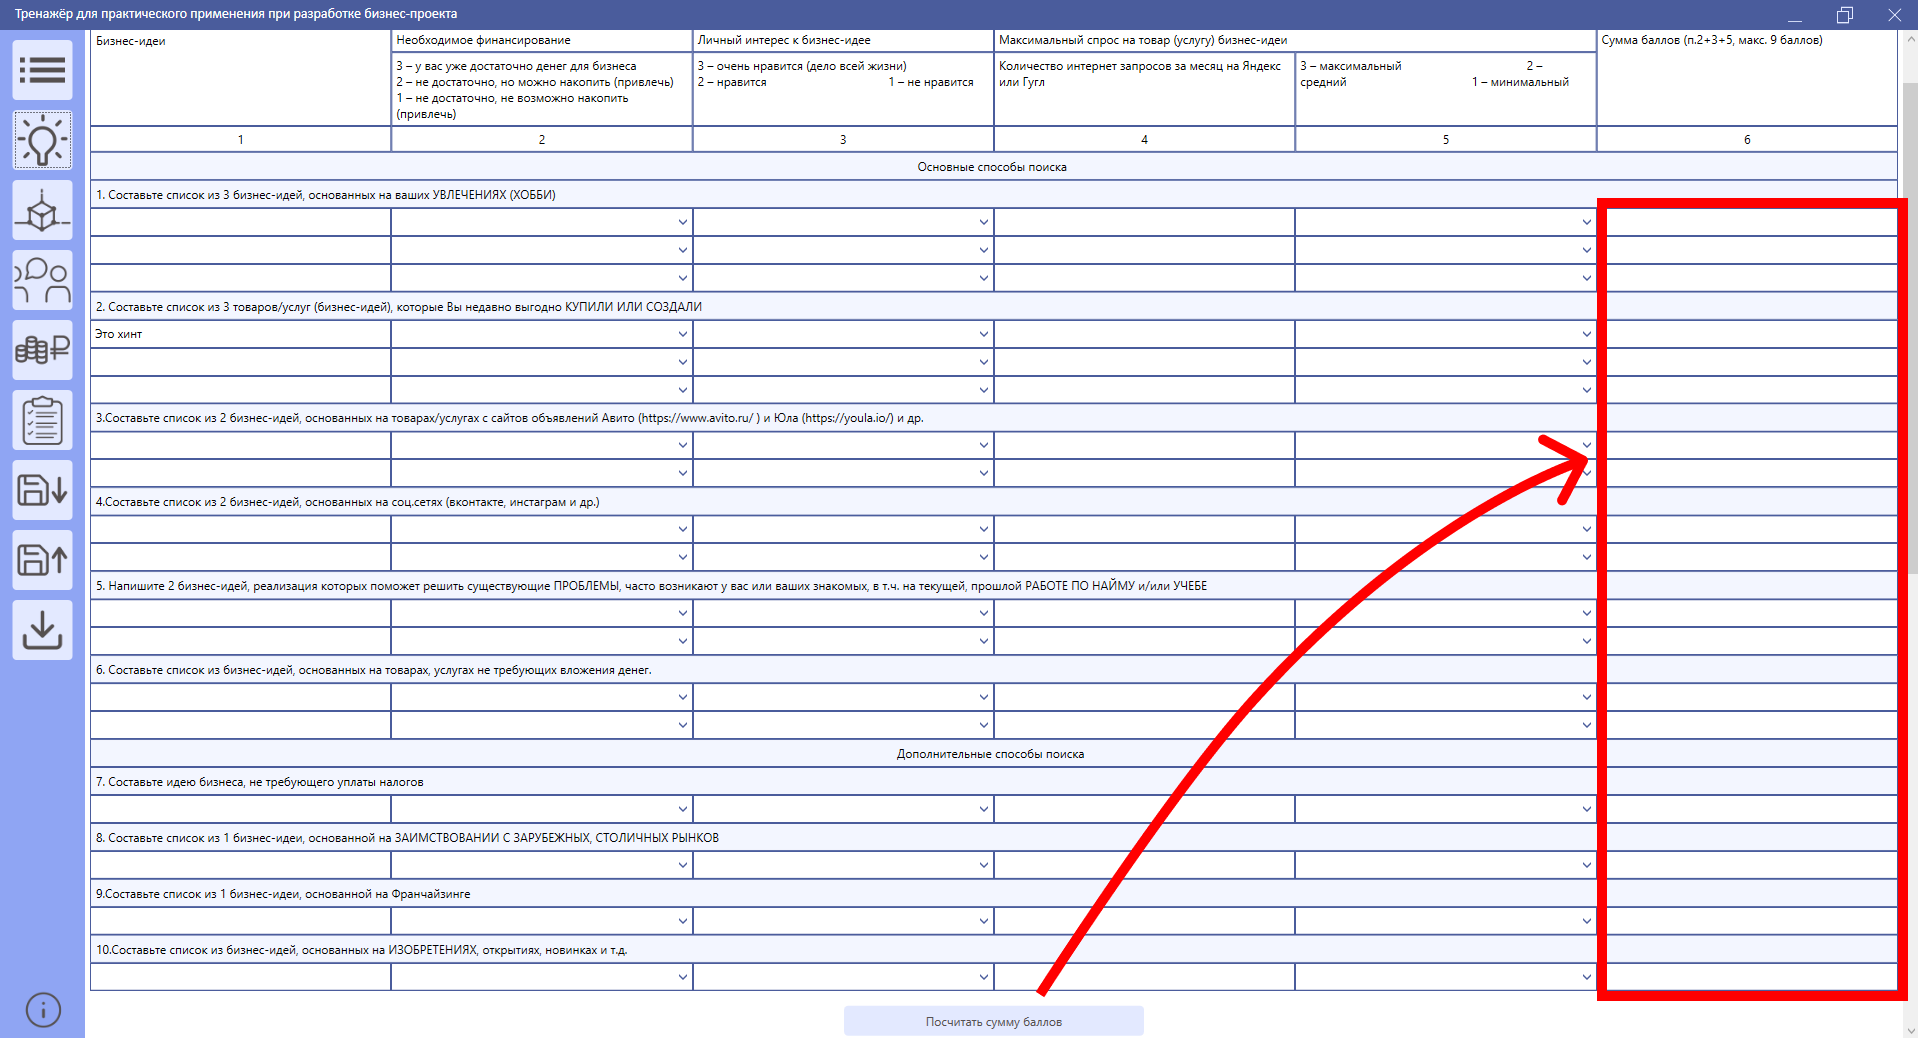 Тренажёр для практического применения при разработке бизнес-проекта
Бизнес-идеи
Необходимое финансирование
Личный интерес к бизнес-идее
Максимальный спрос на товар (услугу) бизнес-идеи
Сумма баллов (п.2+3+5, макс. 9 баллов)
3 – у вас уже достаточно денег для бизнеса
2 – не достаточно, но можно накопить (привлечь)
1 – не достаточно, не возможно накопить
(привлечь)
3 – очень нравится (дело всей жизни)
2 – нравится 1 – не нравится
Количество интернет запросов за месяц на Яндекс
или Гугл
3 – максимальный 2 –
средний 1 – минимальный
1 2 3 4 5 6
Основные способы поиска
1. Составьте список из 3 бизнес-идей, основанных на ваших УВЛЕЧЕНИЯХ (ХОББИ)
2. Составьте список из 3 товаров/услуг (бизнес-идей), которые Вы недавно выгодно КУПИЛИ ИЛИ СОЗДАЛИ
Это хинт
3.Составьте список из 2 бизнес-идей, основанных на товарах/услугах с сайтов объявлений Авито (https://www.avito.ru/ ) и Юла (https://youla.io/) и др.
4.Составьте список из 2 бизнес-идей, основанных на соц.сетях (вконтакте, инстаграм и др.)
5. Напишите 2 бизнес-идей, реализация которых поможет решить существующие ПРОБЛЕМЫ, часто возникают у вас или ваших знакомых, в т.ч. на текущей, прошлой РАБОТЕ ПО НАЙМУ и/или УЧЕБЕ
6. Составьте список из бизнес-идей, основанных на товарах, услугах не требующих вложения денег.
Дополнительные способы поиска
7. Составьте идею бизнеса, не требующего уплаты налогов
8. Составьте список из 1 бизнес-идеи, основанной на ЗАИМСТВОВАНИИ С ЗАРУБЕЖНЫХ, СТОЛИЧНЫХ РЫНКОВ
9.Составьте список из 1 бизнес-идеи, основанной на Франчайзинге
10.Составьте список из бизнес-идей, основанных на ИЗОБРЕТЕНИЯХ, открытиях, новинках и т.д.
Посчитать сумму баллов